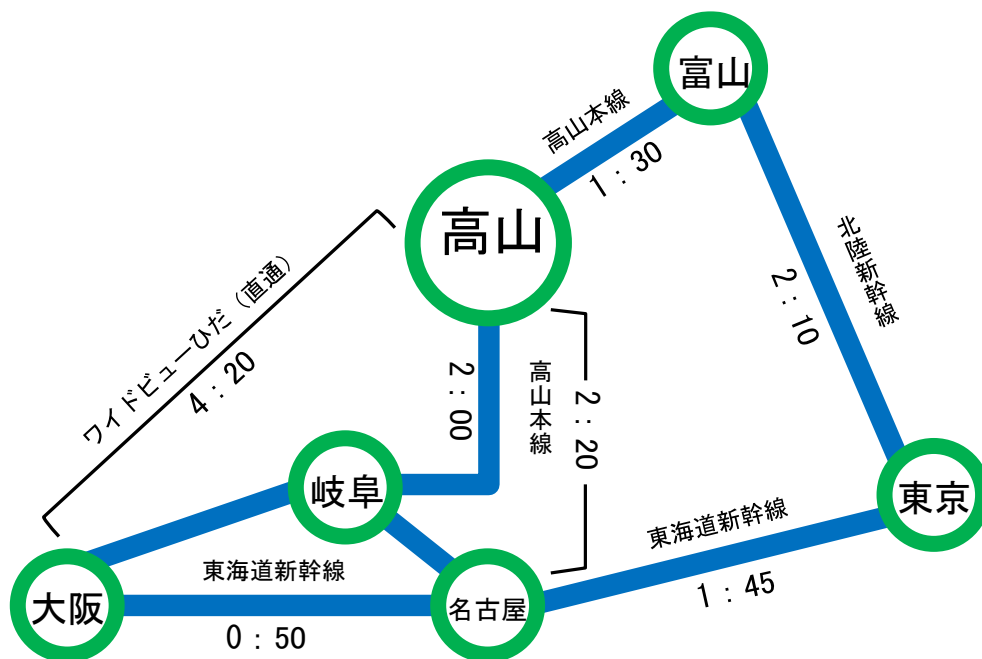 富山
高山本線
1：30
高山
北陸新幹線
2：10
ワイドビューひだ（直通）
4：20
2：00
高山本線
2：20
岐阜
東京
東海道新幹線
1：45
東海道新幹線
大阪
名古屋
0：50